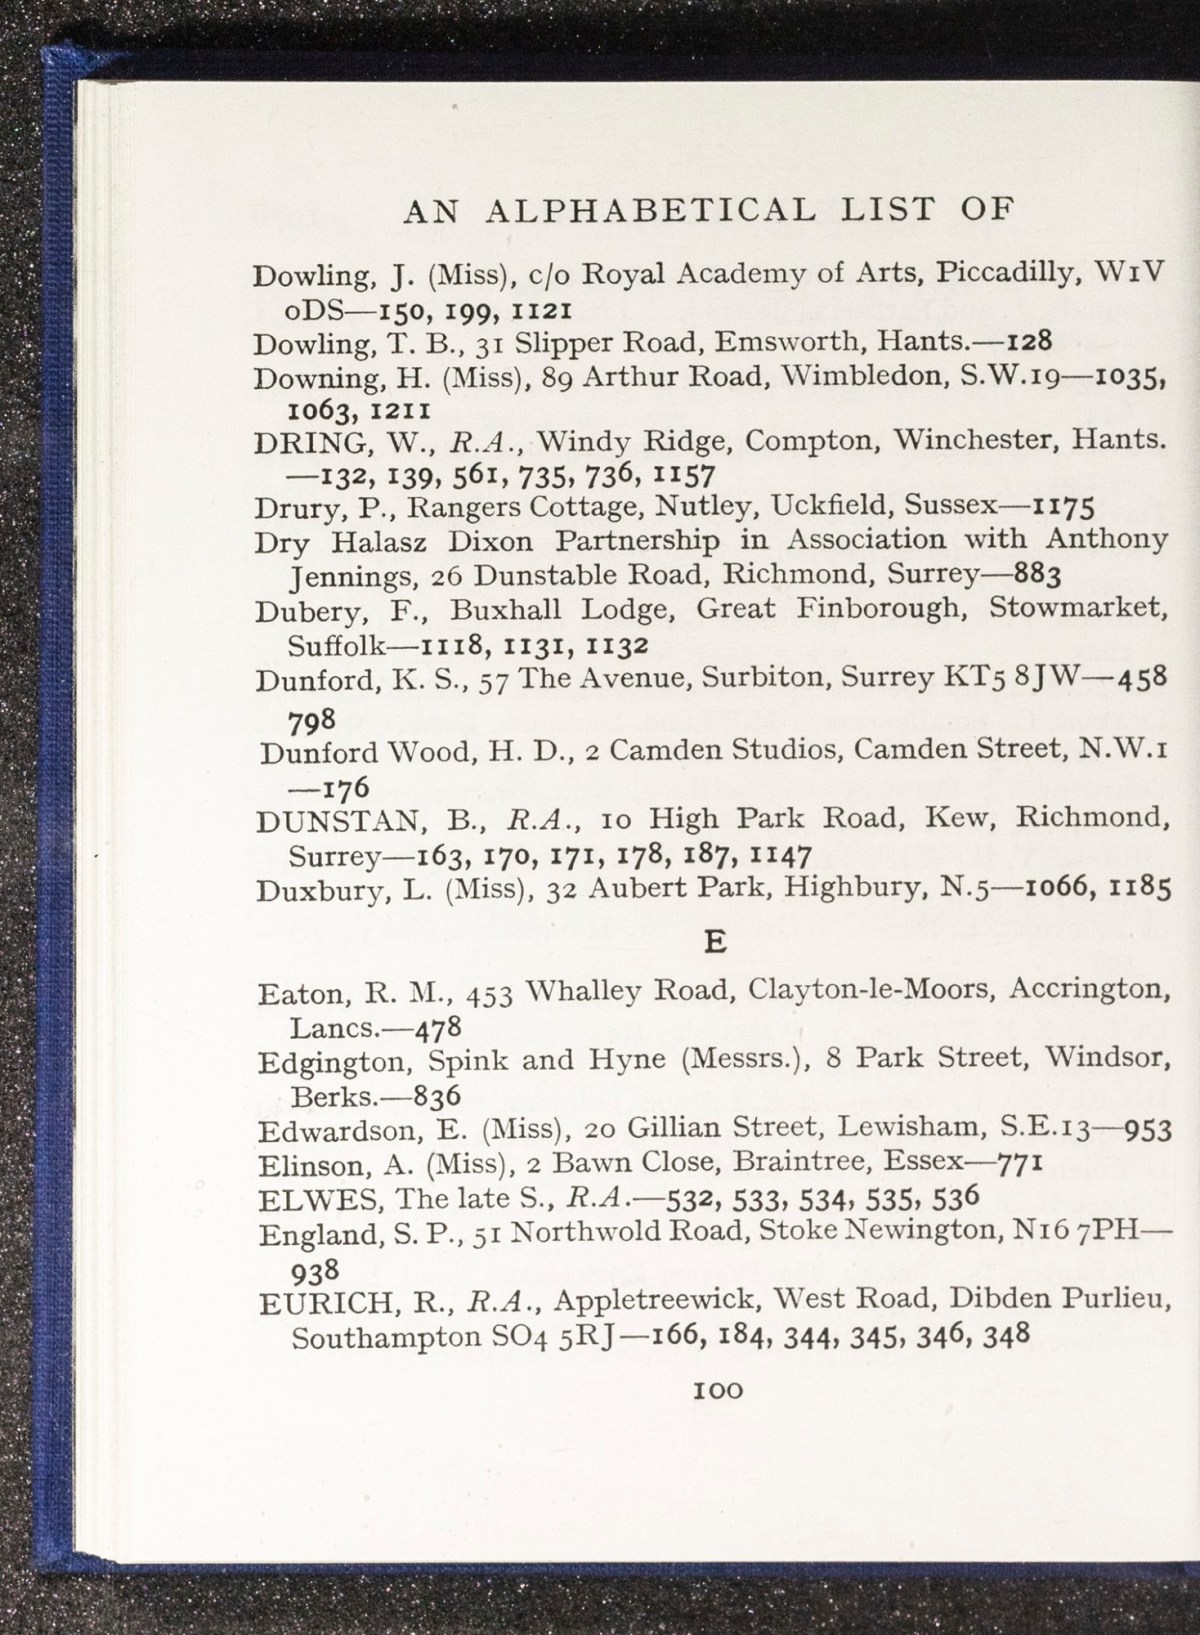 AN ALPHABETICAL LIST OF
Dowling, J. (Miss), c/o Royal Academy of Arts, Piccadilly, W1V
0DS—150, 199, 1121
Dowling, T. B., 31 Slipper Road, Emsworth, Hants.—128
Downing, H. (Miss), 89 Arthur Road, Wimbledon, S.W.19—1035,
1063, 1211
DRING, W., R.A., Windy Ridge, Compton, Winchester, Hants.
—132, 139, 561, 735, 736, 1157
Drury, P., Rangers Cottage, Nutley, Uckfield, Sussex—1175
Dry Halasz Dixon Partnership in Association with Anthony
Jennings, 26 Dunstable Road, Richmond, Surrey—883
Dubery, F., Buxhall Lodge, Great Finborough, Stowmarket,
Suffolk—1118, 1131, 1132
Dunford, K. S., 57 The Avenue, Surbiton, Surrey KT5 8JW—458
798
Dunford Wood, H. D., 2 Camden Studios, Camden Street, N.W.1
—176
DUNSTAN, B., R.A., 10 High Park Road, Kew, Richmond,
Surrey—163, 170, 171, 178, 187, 1147
Duxbury, L. (Miss), 32 Aubert Park, Highbury, N.5—1066, 1185
E
Eaton, R. M., 453 Whalley Road, Clayton-le-Moors, Accrington,
Lancs.—478
Edgington, Spink and Hyne (Messrs.), 8 Park Street, Windsor,
Berks.—836
Edwardson, E. (Miss), 20 Gillian Street, Lewisham, S.E.13—953
Elinson, A. (Miss), 2 Bawn Close, Braintree, Essex—771
ELWES, The late S., R.A.—532, 533, 534, 535, 536
England, S. P., 51 Northwold Road, Stoke Newington, N16 7PH—
938
EURICH, R., R.A., Appletreewick, West Road, Dibden Purlieu,
Southampton SO4 5RJ—166, 184, 344, 345, 346, 348
100